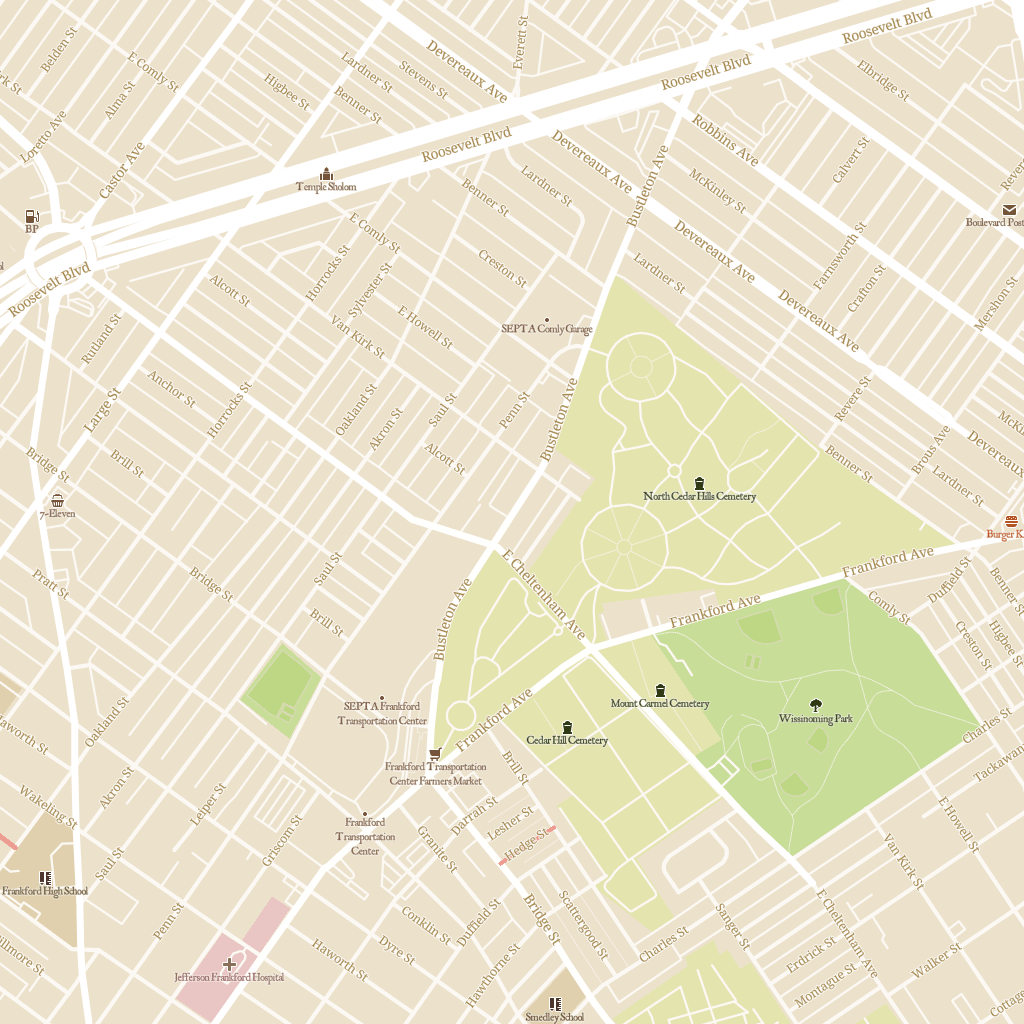 Belden St
E Comly St
Alma St
Loretto Ave
rk St
Castor Ave
Higbee St
Lardner St
Benner St
Stevens St
Devereaux Ave
Everett St
Roosevelt Blvd
Roosevelt Blvd
Roosevelt Blvd
Elbridge St
Robbins Ave
Calvert St
Revere
McKinley St
Devereaux Ave
Bustleton Ave
Lardner St
Benner St
Temple Sholom
BP
Boulevard Post
ol
Roosevelt Blvd
E Comly St
Horrocks St
Creston St
Sylvester St
Alcott St
Devereaux Ave
Farnsworth St
Crafton St
Mershon St
Lardner St
Devereaux Ave
SEPTA Comly Garage
E Howell St
Van Kirk St
Rutland St
Anchor St
Large St
Horrocks St
Oakland St
Akron St
Saul St
Penn St
Bustleton Ave
Alcott St
Revere St
McKi
Brous Ave
Devereaux
Benner St
Lardner St
Bridge St
Brill St
7-Eleven
North Cedar Hills Cemetery
Burger K
Frankford Ave
Duffield St
Benner St
Comly St
Higbee St
Creston St
E Cheltenham Ave
Frankford Ave
Bustleton Ave
Saul St
Bridge St
Brill St
Pratt St
Oakland St
Haworth St
SEPTA Frankford
Transportation Center
Mount Carmel Cemetery
Wissinoming Park
Cedar Hill Cemetery
Frankford Ave
Charles St
Tackawann
Frankford Transportation
Center Farmers Market
Brill St
Wakeling St
Akron St
Leiper St
Griscom St
Frankford
Transportation
Center
Granite St
Darrah St
Lesher St
Hedge St
E Howell St
Van Kirk St
Saul St
Frankford High School
Penn St
Conklin St
Duffield St
Bridge St
Scattergood St
Charles St
Sanger St
E Cheltenham Ave
Erdrick St
Montague St
Walker St
Cottage
illmore St
Jefferson Frankford Hospital
Haworth St
Dyre St
Hawthorne St
Smedley School